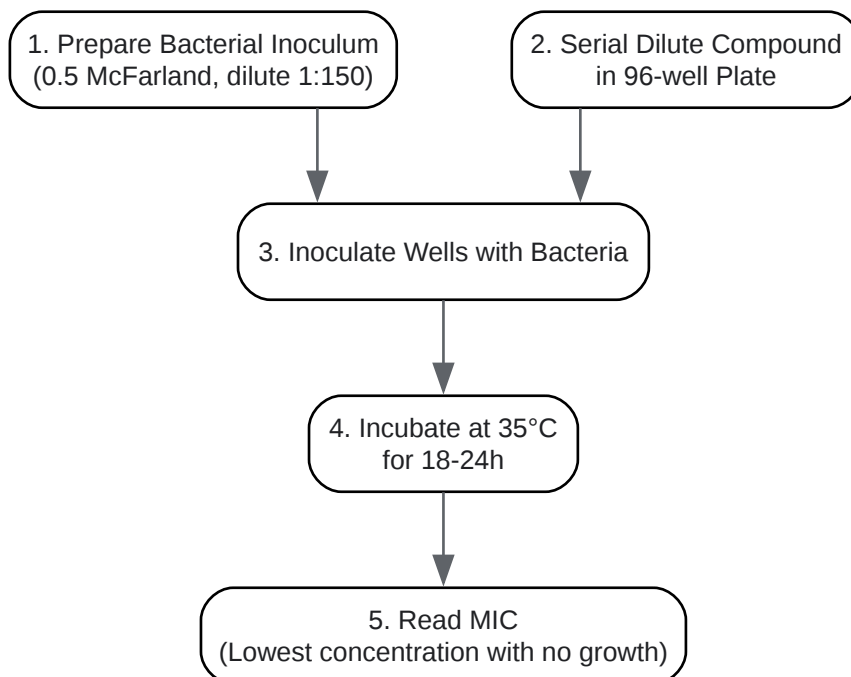 1. Prepare Bacterial Inoculum
(0.5 McFarland, dilute 1:150)
2. Serial Dilute Compound
in 96-well Plate
3. Inoculate Wells with Bacteria
4. Incubate at 35°C
for 18-24h
5. Read MIC
(Lowest concentration with no growth)